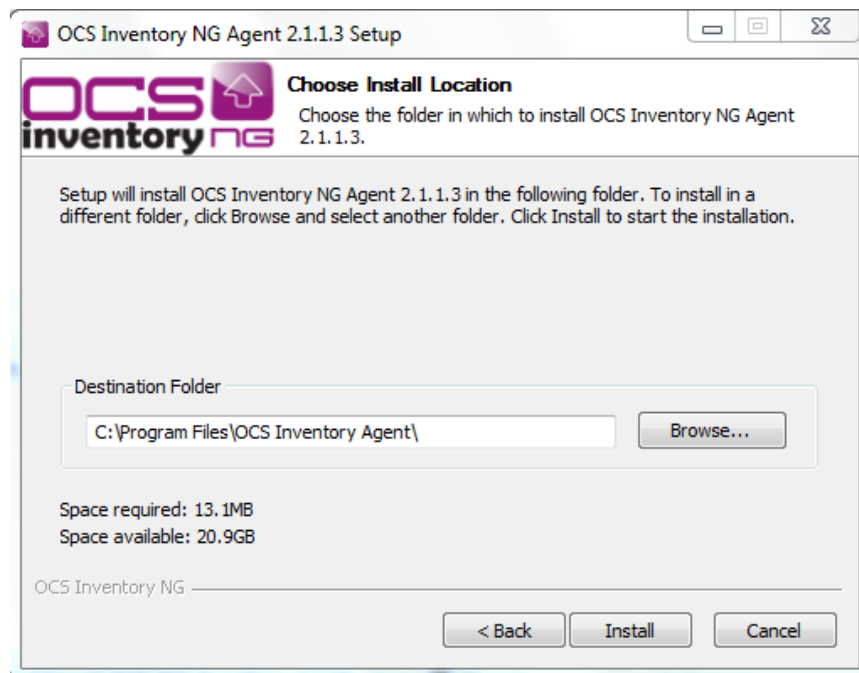 OCS Inventory NG Agent 2.1.1.3 Setup
OCS
inventory NG
Choose Install Location
Choose the folder in which to install OCS Inventory NG Agent
2.1.1.3.
Setup will install OCS Inventory NG Agent 2.1.1.3 in the following folder. To install in a
different folder, click Browse and select another folder. Click Install to start the installation.
Destination Folder
C:\Program Files\OCS Inventory Agent\
Browse...
Space required: 13.1MB
Space available: 20.9GB
OCS Inventory NG
< Back
Install
Cancel